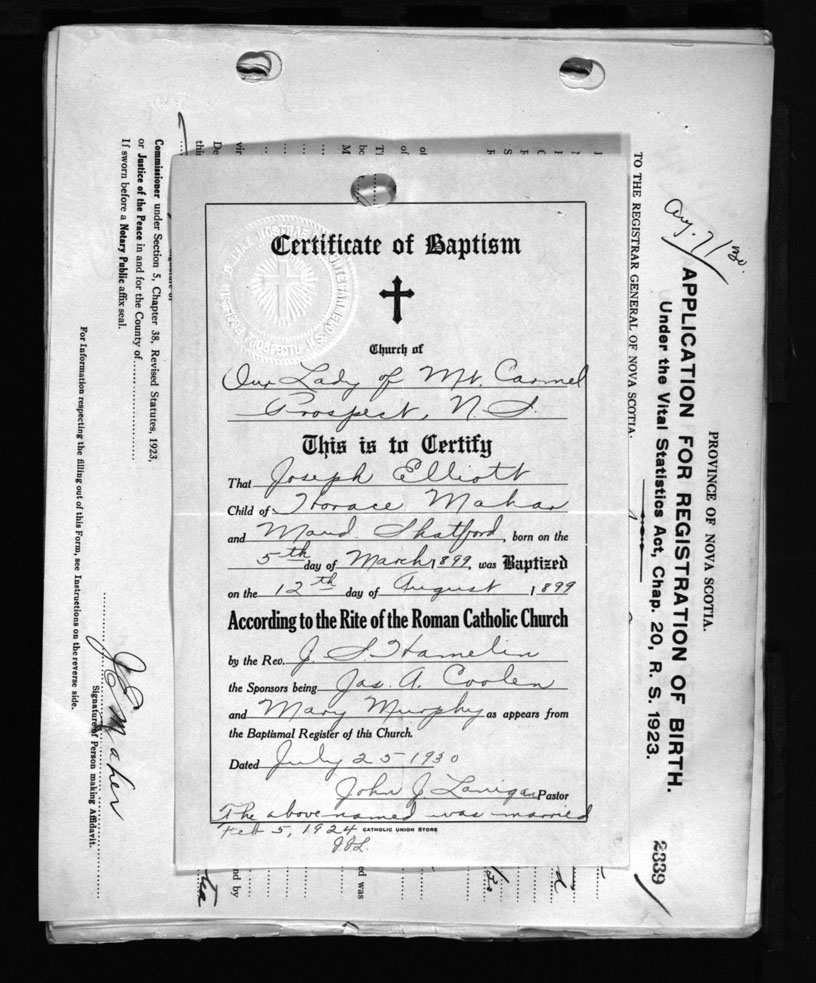 Certificate of Baptism
Church of
Our Lady of Mt. Carmel
Prospect, N S.
This is to Certify
That Joseph Elliott
Child of Horace Mahar
and Maud Shatford, born on the
5th day of March 1899, was Baptized
on the 12th day of August 1899
According to the Rite of the Roman Catholic Church
by the Rev. J. S. Hamelin
the Sponsors being Jas. A. Coolen
and Mary Murphy as appears from
the Baptismal Register of this Church.
Dated July 25 1930
John J. Lanigan Pastor
The above named was married
Feb 5, 1924 CATHOLIC UNION STORE
J.J.L.
Aug. 7/30.
PROVINCE OF NOVA SCOTIA.
APPLICATION FOR REGISTRATION OF BIRTH.
Under the Vital Statistics Act, Chap. 20, R. S. 1923.
2339
TO THE REGISTRAR GENERAL OF NOVA SCOTIA.
Commissioner under Section 5, Chapter 38, Revised Statutes, 1923,
or Justice of the Peace in and for the County of
If sworn before a Notary Public affix seal.
J E Maher
Signature of Person making Affidavit.
For Information respecting the filling out of this Form, see Instructions on the reverse side.